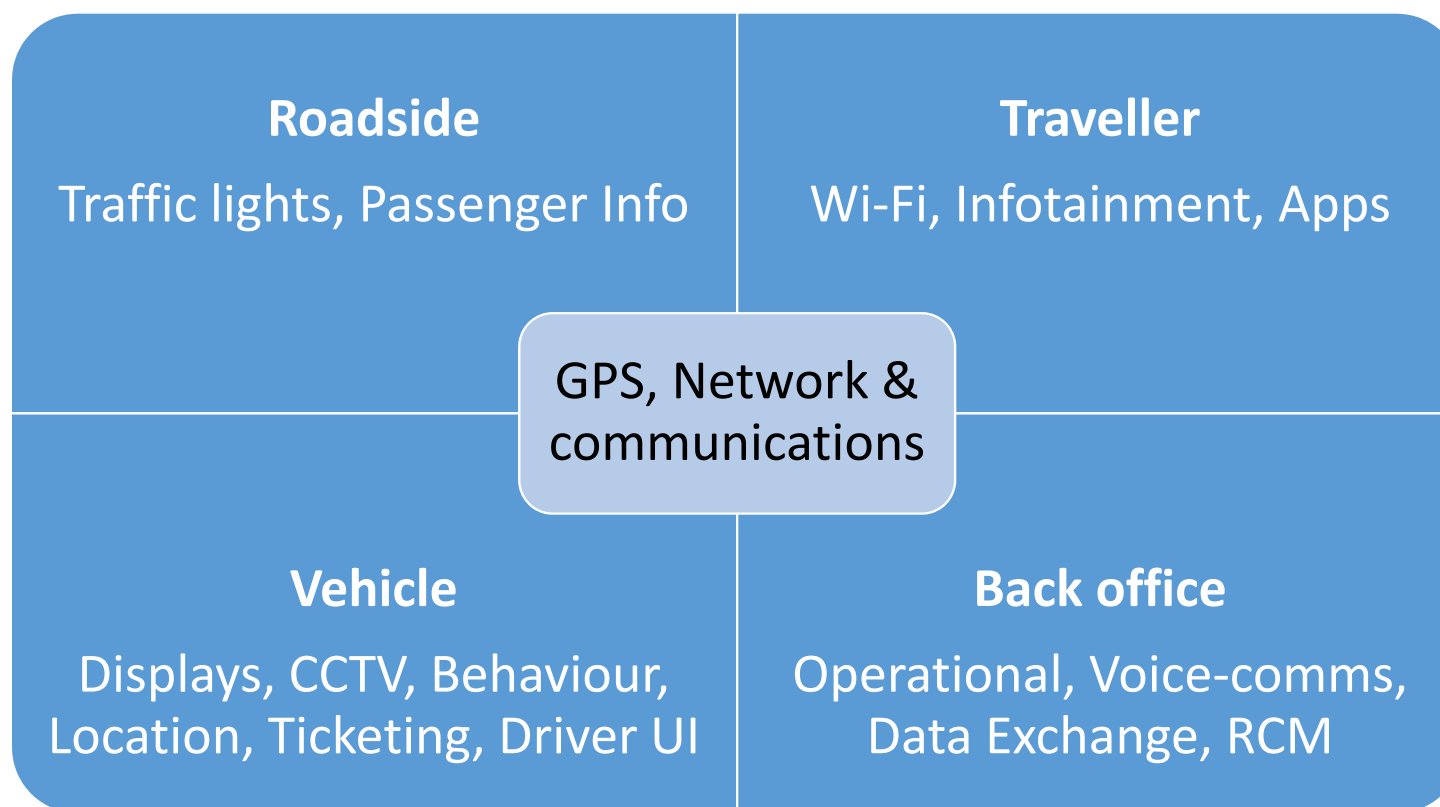 Roadside
Traffic lights, Passenger Info
Traveller
Wi-Fi, Infotainment, Apps
GPS, Network &
communications
Vehicle
Displays, CCTV, Behaviour,
Location, Ticketing, Driver UI
Back office
Operational, Voice-comms,
Data Exchange, RCM